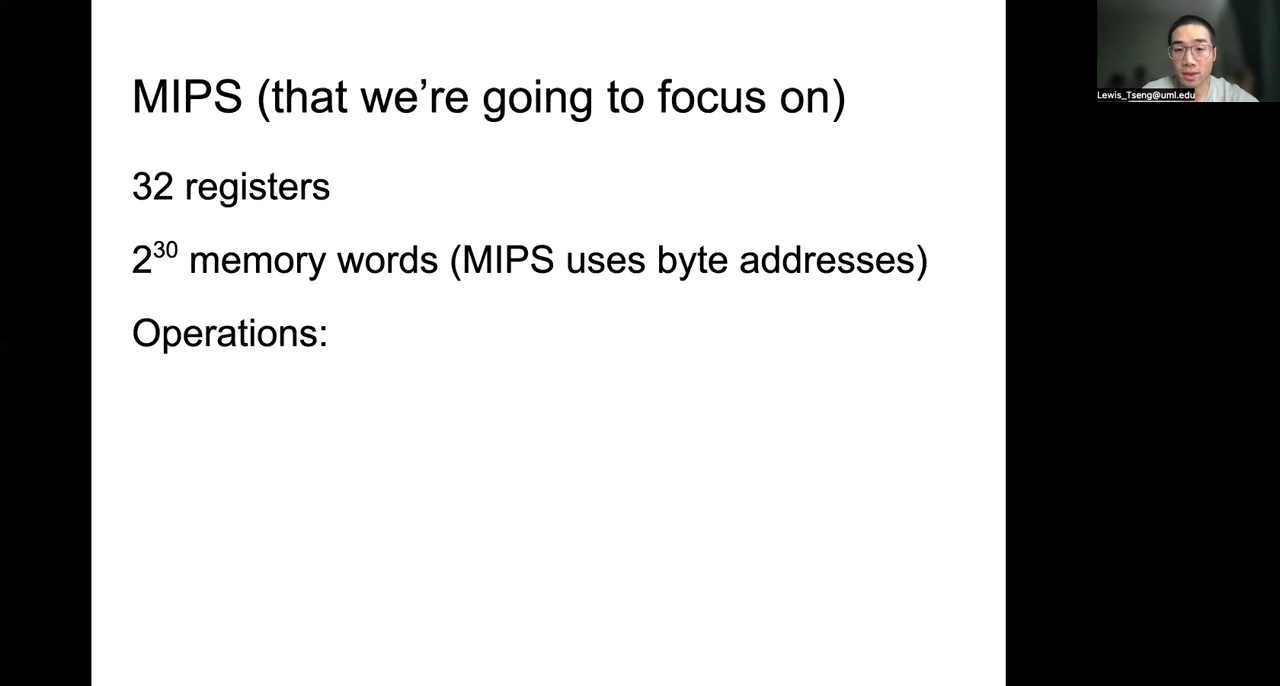 MIPS (that we’re going to focus on)
32 registers
2³⁰ memory words (MIPS uses byte addresses)
Operations:
Lewis_Tseng@uml.edu